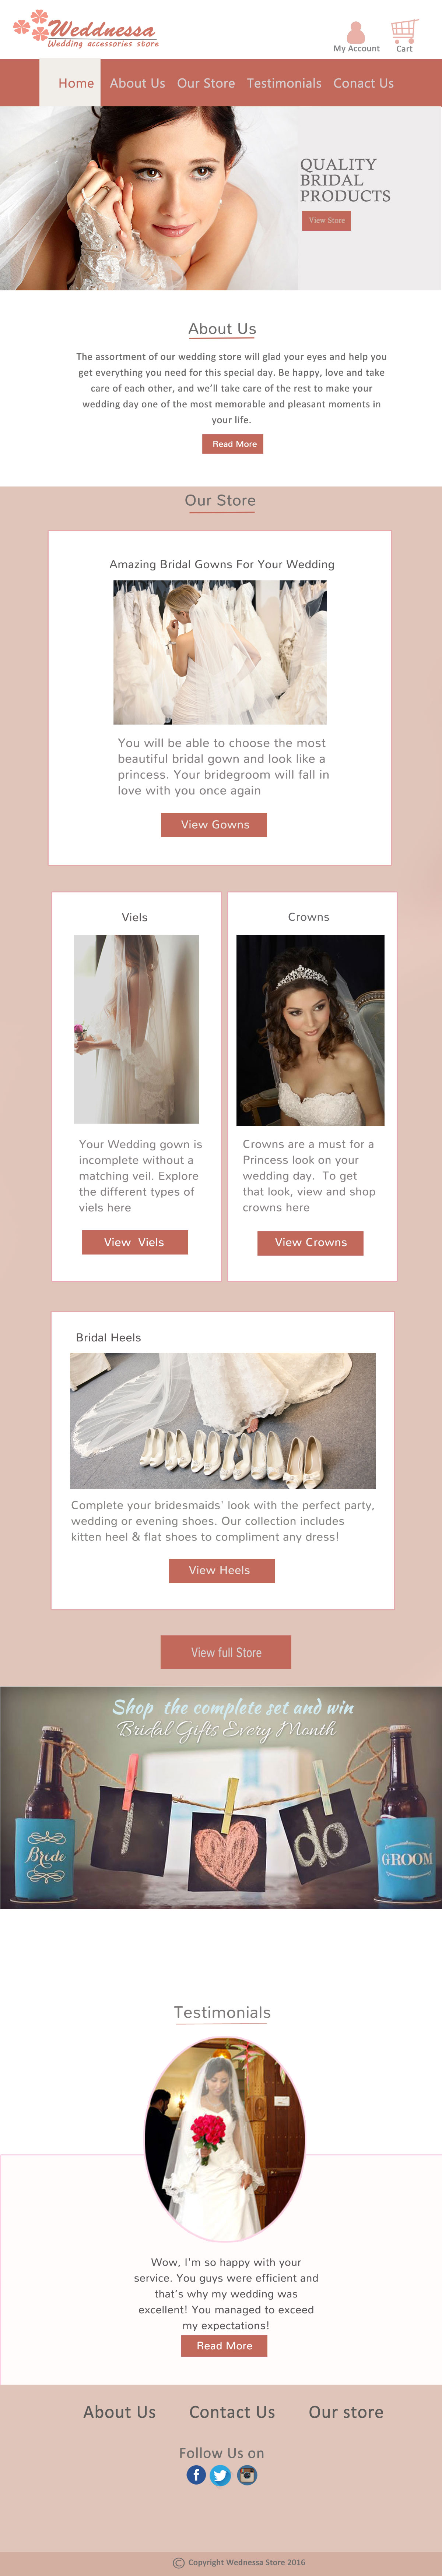 Weddnessa
Wedding accessories store
My Account
Cart
Home About Us Our Store Testimonials Conact Us
QUALITY
BRIDAL
PRODUCTS
View Store
About Us
The assortment of our wedding store will glad your eyes and help you
get everything you need for this special day. Be happy, love and take
care of each other, and we'll take care of the rest to make your
wedding day one of the most memorable and pleasant moments in
your life.
Read More
Our Store
Amazing Bridal Gowns For Your Wedding
You will be able to choose the most
beautiful bridal gown and look like a
princess. Your bridegroom will fall in
love with you once again
View Gowns
Viels
Your Wedding gown is
incomplete without a
matching veil. Explore
the different types of
viels here
View Viels
Crowns
Crowns are a must for a
Princess look on your
wedding day. To get
that look, view and shop
crowns here
View Crowns
Bridal Heels
Complete your bridesmaids' look with the perfect party,
wedding or evening shoes. Our collection includes
kitten heel & flat shoes to compliment any dress!
View Heels
View full Store
Shop the complete set and win
Bridal Gifts Every Month
Bride
I
do
GROOM
Testimonials
Wow, I'm so happy with your
service. You guys were efficient and
that's why my wedding was
excellent! You managed to exceed
my expectations!
Read More
About Us Contact Us Our store
Follow Us on
© Copyright Wednessa Store 2016